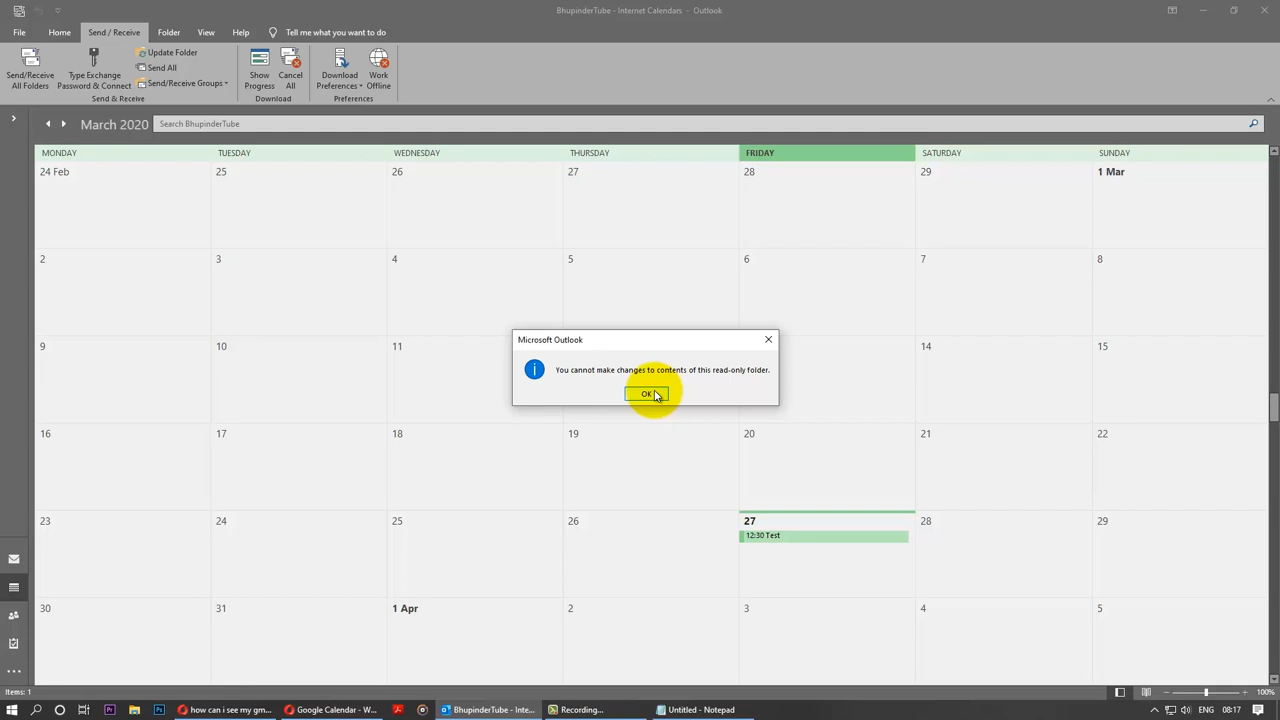 BhupinderTube - Internet Calendars - Outlook
File Home Send / Receive Folder View Help Tell me what you want to do
Send/Receive All Folders
Type Exchange Password & Connect
Update Folder
Send All
Send/Receive Groups
Send & Receive
Show Progress
Cancel All
Download
Download Preferences
Work Offline
Preferences
March 2020 Search BhupinderTube
MONDAY TUESDAY WEDNESDAY THURSDAY FRIDAY SATURDAY SUNDAY
24 Feb 25 26 27 28 29 1 Mar
2 3 4 5 6 7 8
9 10 11 14 15
Microsoft Outlook
You cannot make changes to contents of this read-only folder.
OK
16 17 18 19 20 21 22
23 24 25 26 27 28 29
12:30 Test
30 31 1 Apr 2 3 4 5
Items: 1 100%
how can i see my gm... Google Calendar - W... BhupinderTube - Inte... Recording... Untitled - Notepad ENG 08:17